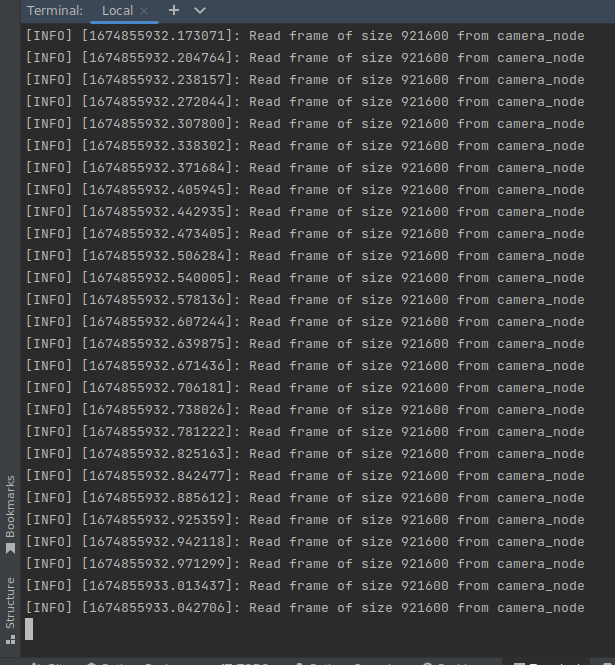 Terminal: Local
[INFO] [1674855932.173071]: Read frame of size 921600 from camera_node
[INFO] [1674855932.204764]: Read frame of size 921600 from camera_node
[INFO] [1674855932.238157]: Read frame of size 921600 from camera_node
[INFO] [1674855932.272044]: Read frame of size 921600 from camera_node
[INFO] [1674855932.307800]: Read frame of size 921600 from camera_node
[INFO] [1674855932.338302]: Read frame of size 921600 from camera_node
[INFO] [1674855932.371684]: Read frame of size 921600 from camera_node
[INFO] [1674855932.405945]: Read frame of size 921600 from camera_node
[INFO] [1674855932.442935]: Read frame of size 921600 from camera_node
[INFO] [1674855932.473405]: Read frame of size 921600 from camera_node
[INFO] [1674855932.506284]: Read frame of size 921600 from camera_node
[INFO] [1674855932.540005]: Read frame of size 921600 from camera_node
[INFO] [1674855932.578136]: Read frame of size 921600 from camera_node
[INFO] [1674855932.607244]: Read frame of size 921600 from camera_node
[INFO] [1674855932.639875]: Read frame of size 921600 from camera_node
[INFO] [1674855932.671436]: Read frame of size 921600 from camera_node
[INFO] [1674855932.706181]: Read frame of size 921600 from camera_node
[INFO] [1674855932.738026]: Read frame of size 921600 from camera_node
[INFO] [1674855932.781222]: Read frame of size 921600 from camera_node
[INFO] [1674855932.825163]: Read frame of size 921600 from camera_node
[INFO] [1674855932.842477]: Read frame of size 921600 from camera_node
[INFO] [1674855932.885612]: Read frame of size 921600 from camera_node
[INFO] [1674855932.925359]: Read frame of size 921600 from camera_node
[INFO] [1674855932.942118]: Read frame of size 921600 from camera_node
[INFO] [1674855932.971299]: Read frame of size 921600 from camera_node
[INFO] [1674855933.013437]: Read frame of size 921600 from camera_node
[INFO] [1674855933.042706]: Read frame of size 921600 from camera_node
Bookmarks
Structure